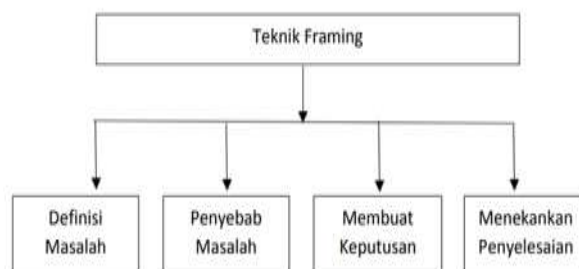 Teknik Framing
Definisi
Masalah
Penyebab
Masalah
Membuat
Keputusan
Menekankan
Penyelesaian